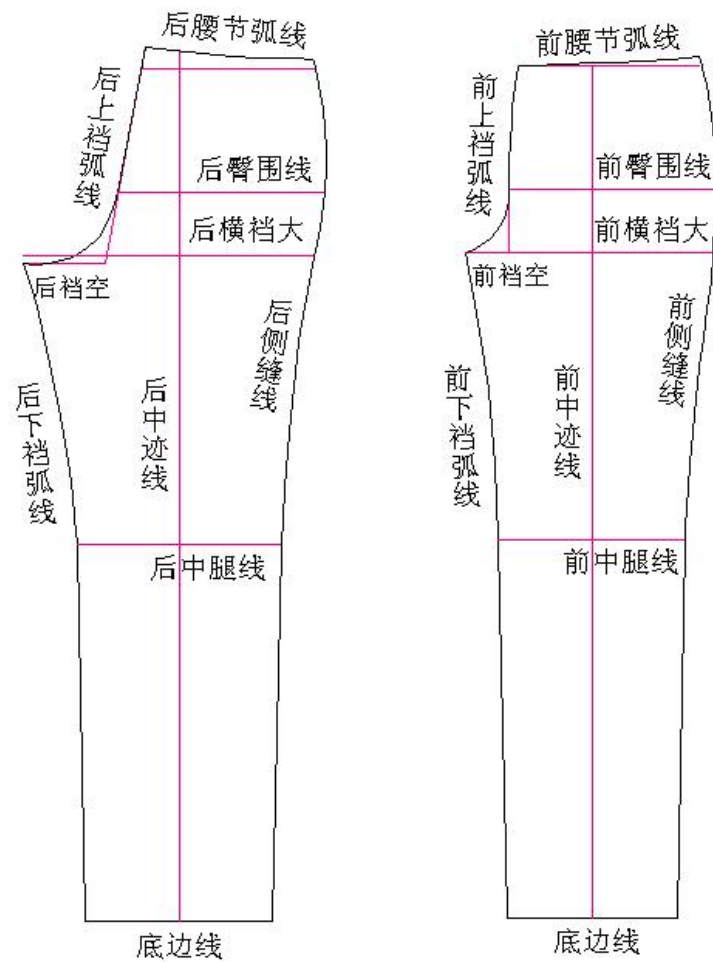 后腰节弧线
后上裆弧线
后臀围线
后横裆大
后裆空
后侧缝线
后下裆弧线
后中迹线
后中腿线
底边线
前腰节弧线
前上裆弧线
前臀围线
前横裆大
前裆空
前侧缝线
前下裆弧线
前中迹线
前中腿线
底边线